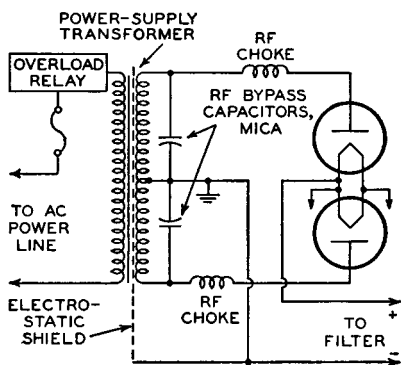 POWER-SUPPLY
TRANSFORMER
OVERLOAD
RELAY
RF
CHOKE
RF BYPASS
CAPACITORS,
MICA
TO AC
POWER
LINE
ELECTRO-
STATIC
SHIELD
RF
CHOKE
+
TO
FILTER
-